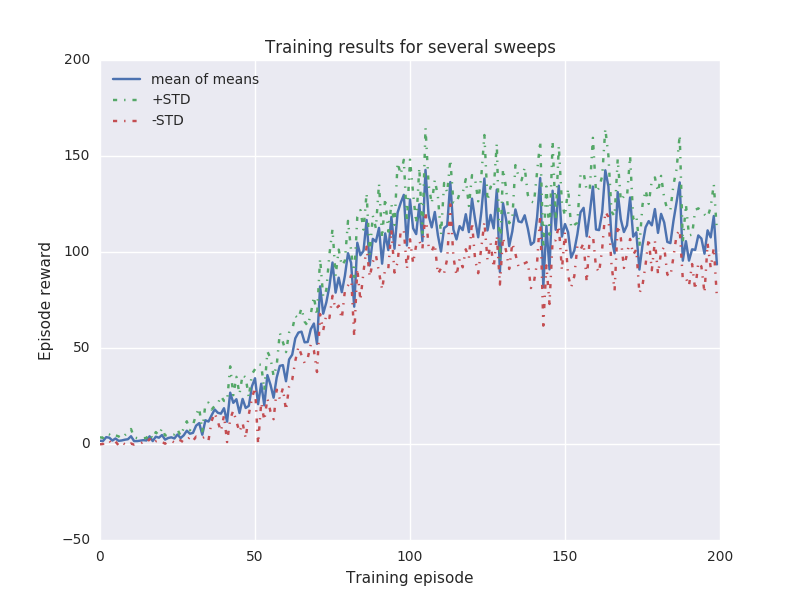 Training results for several sweeps
200
150
100
50
0
−50
Episode reward
mean of means
+STD
-STD
0 50 100 150 200
Training episode